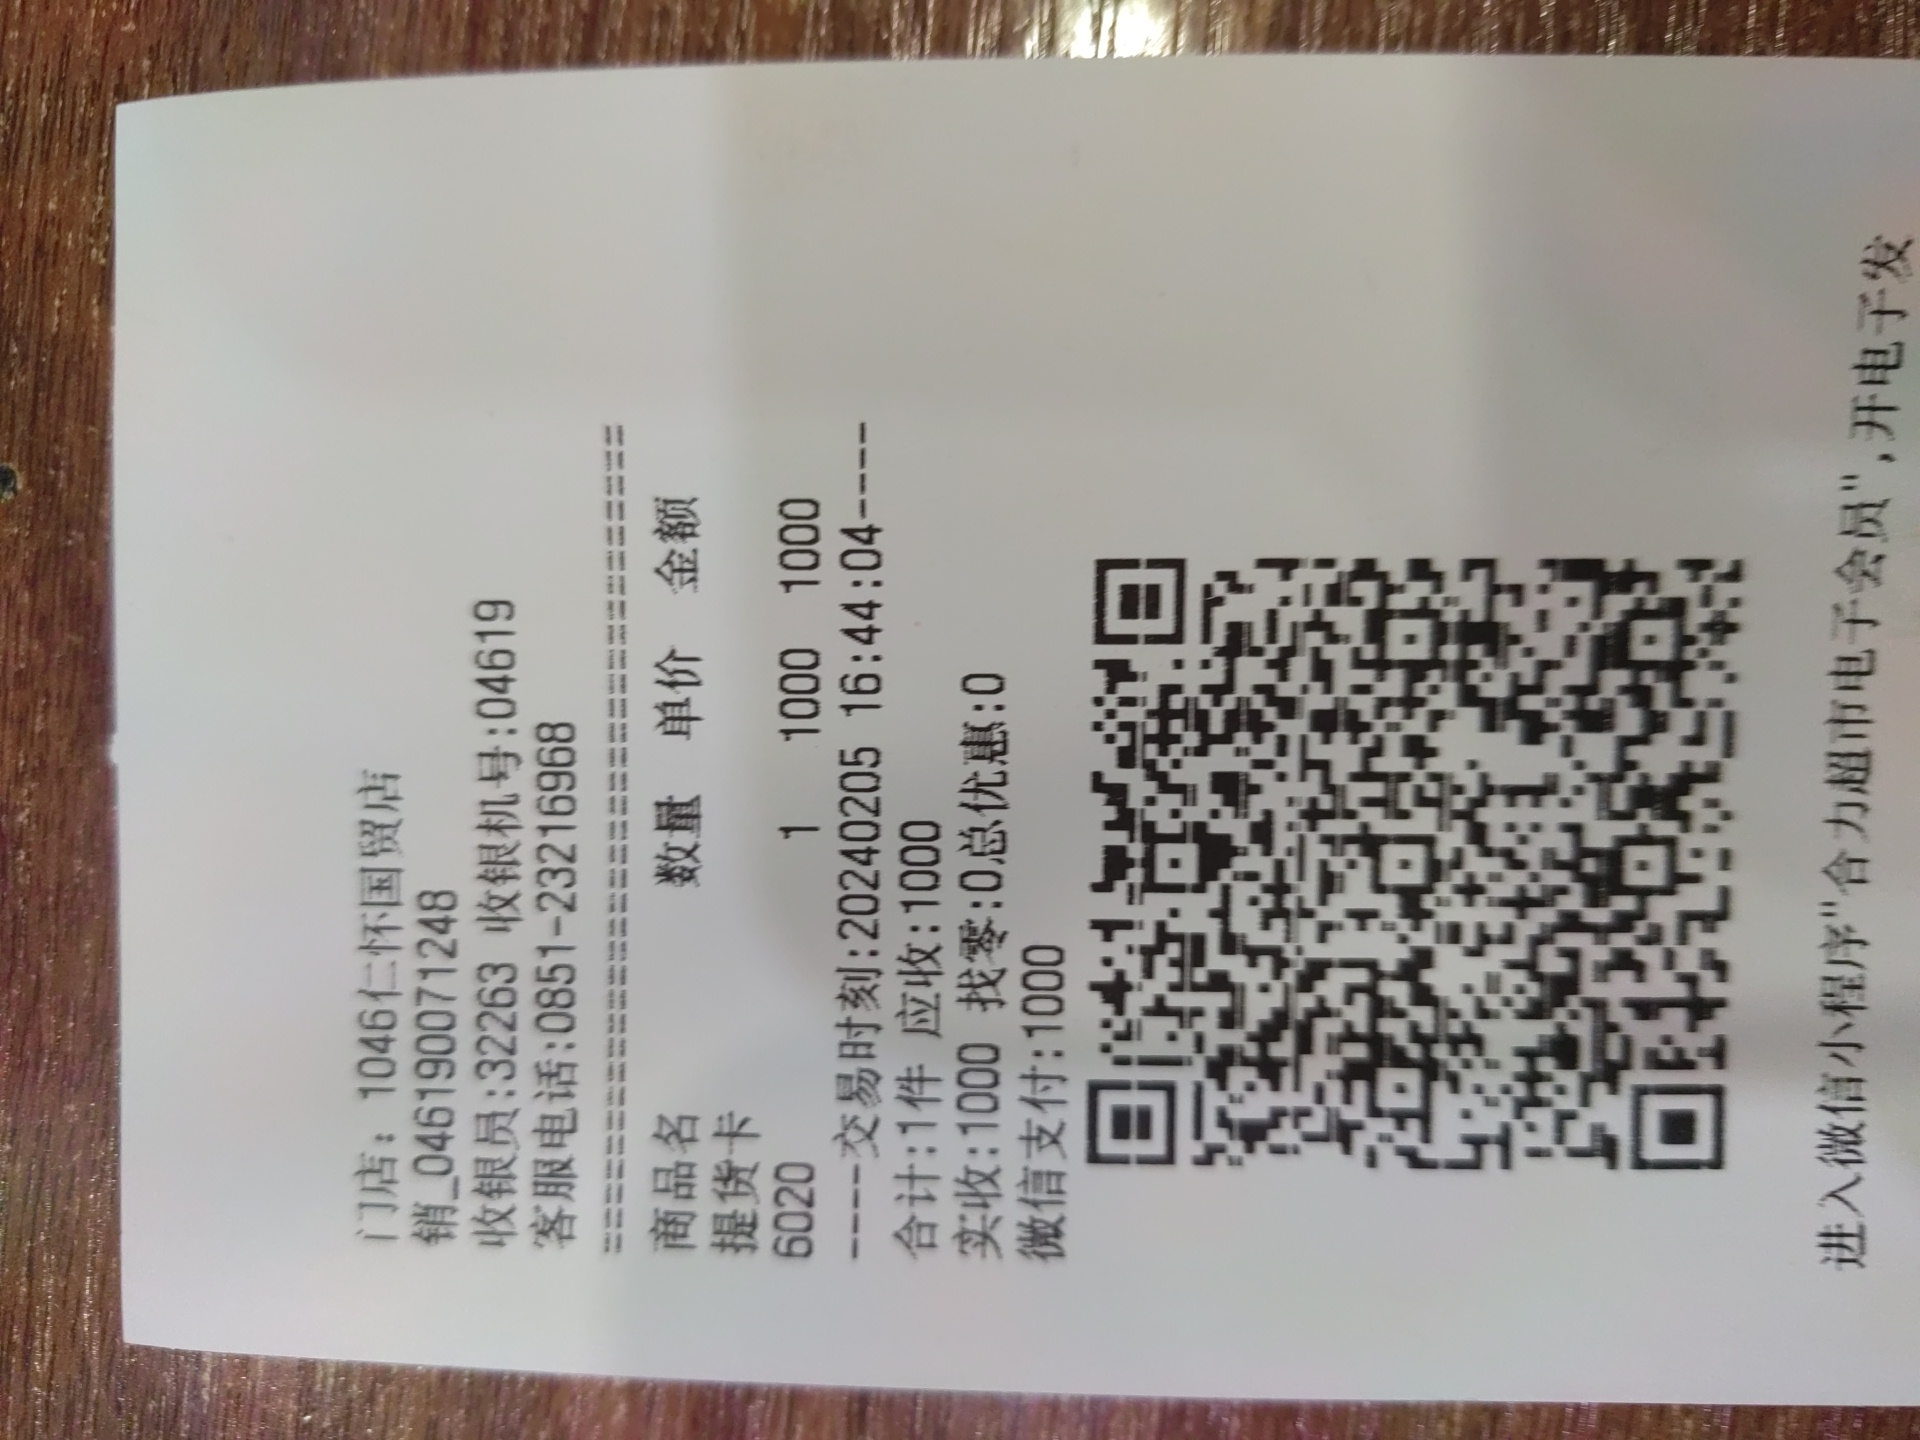 门店: 1046仁怀国贸店
销_046190071248
收银员:32263 收银机号:04619
客服电话:0851-23216968
==========================================
商品名 数量 单价 金额
提货卡
6020 1 1000 1000
----交易时刻:20240205 16:44:04----
合计:1件 应收:1000
实收:1000 找零:0总优惠:0
微信支付:1000
进入微信小程序"合力超市电子会员",开电子发